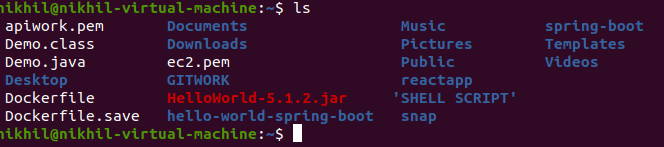 nikhil@nikhil-virtual-machine:~$ ls
apiwork.pem Documents Music spring-boot
Demo.class Downloads Pictures Templates
Demo.java ec2.pem Public Videos
Desktop GITWORK reactapp
Dockerfile HelloWorld-5.1.2.jar 'SHELL SCRIPT'
Dockerfile.save hello-world-spring-boot snap
nikhil@nikhil-virtual-machine:~$